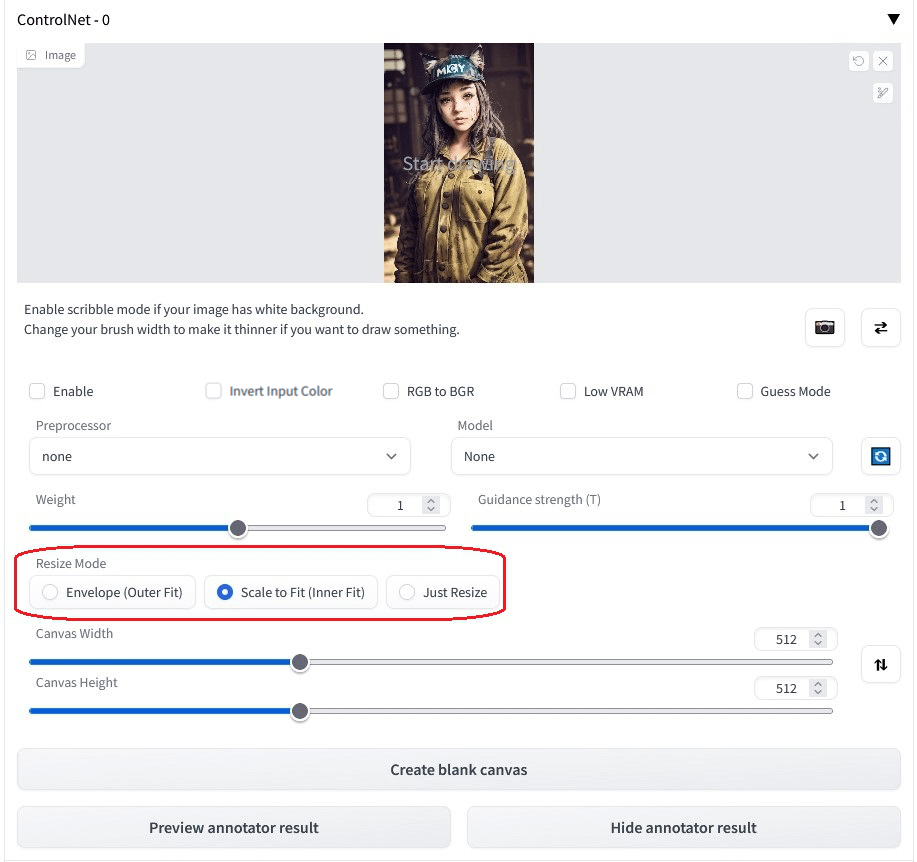 ControlNet - 0
Image
MKGY
Start drawing
Enable scribble mode if your image has white background.
Change your brush width to make it thinner if you want to draw something.
Enable
Invert Input Color
RGB to BGR
Low VRAM
Guess Mode
Preprocessor
Model
none
None
Weight
1
Guidance strength (T)
1
Resize Mode
Envelope (Outer Fit)
Scale to Fit (Inner Fit)
Just Resize
Canvas Width
512
Canvas Height
512
Create blank canvas
Preview annotator result
Hide annotator result